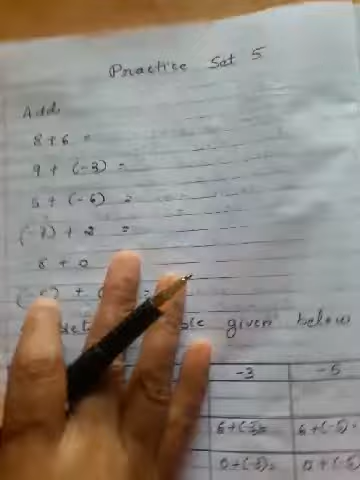 Practice Set 5
Add
8 + 6 =
9 + (-3) =
5 + (-6) =
(-7) + 2 =
8 + 0
) + ( =
given below
-3 -5
6+(-3)= 6+(-5)=
0+(-3)= 0+(-5)